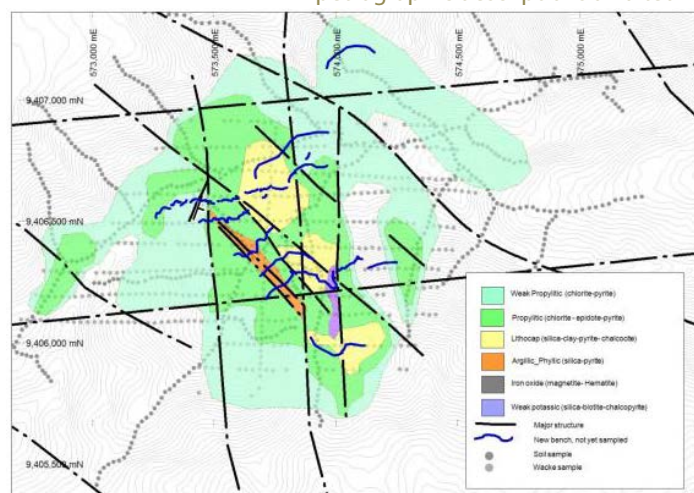 573,000 mE
573,500 mE
574,000 mE
574,500 mE
575,000 mE
9,407,000 mN
9,406,500 mN
9,406,000 mN
9,405,500 mN
Weak Propylitic (chlorite-pyrite)
Propylitic (chlorite - epidote-pyrite)
Lithocap (silica-clay-pyrite- chalcocite)
Argillic_Phylic (silica-pyrite)
Iron oxide (magnetite- Hematite)
Weak potassic (silica-biotite-chalcopyrite)
Major structure
New bench, not yet sampled
Soil sample
Wacke sample